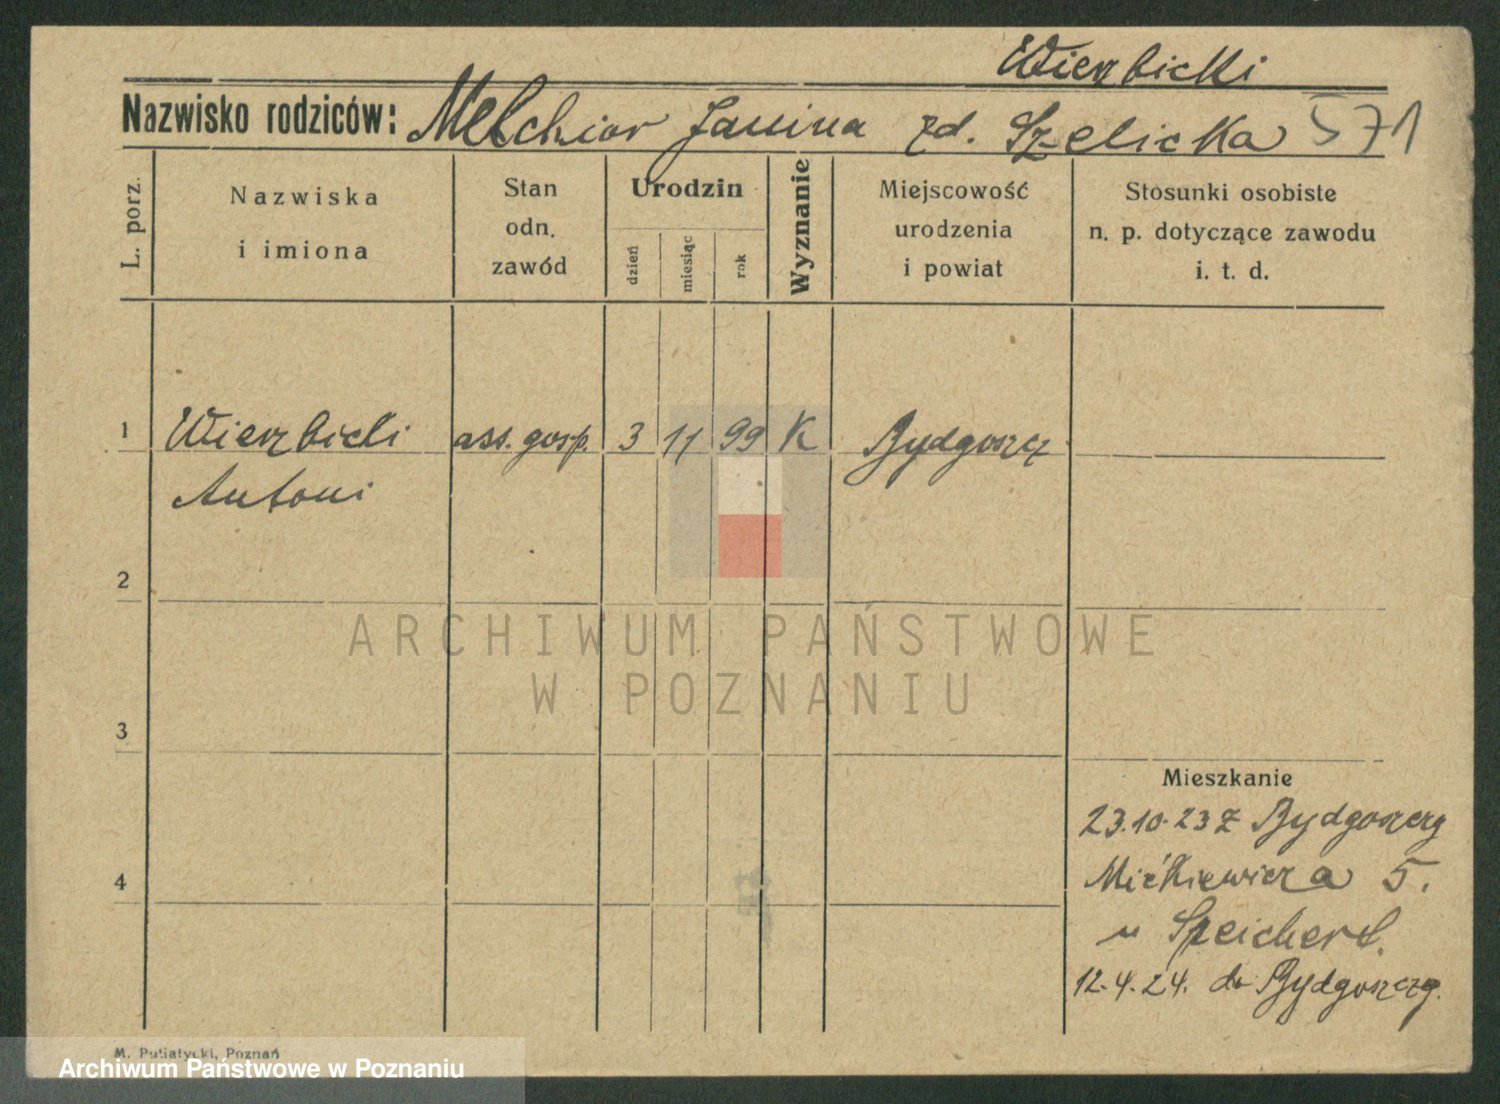 Wierzbicki
Nazwisko rodziców: Melchior Janina zd. Szelicka 571
L. porz.
Nazwiska
i imiona
Stan
odn.
zawód
Urodzin
dzień
miesiąc
rok
Wyznanie
Miejscowość
urodzenia
i powiat
Stosunki osobiste
n. p. dotyczące zawodu
i. t. d.
1 Wierzbicki ass. gosp. 3 11 99 K Bydgoszcz
Antoni
2
ARCHIWUM PAŃSTWOWE
W POZNANIU
3
Mieszkanie
23.10.23 z Bydgoszczy
Mickiewicza 5.
4
u Speichert.
12.4.24. do Bydgoszczy.
M. Putiatycki, Poznań
Archiwum Państwowe w Poznaniu